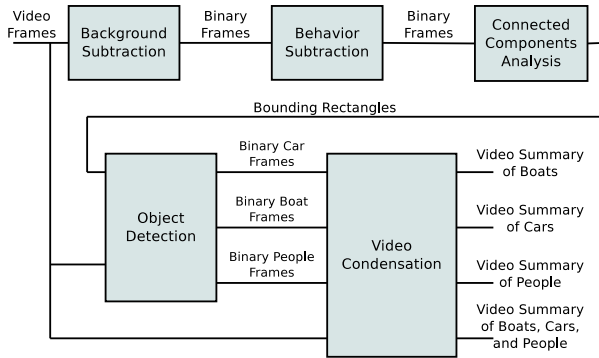 Video
Frames
Background
Subtraction
Binary
Frames
Behavior
Subtraction
Binary
Frames
Connected
Components
Analysis
Bounding Rectangles
Object
Detection
Binary Car
Frames
Binary Boat
Frames
Binary People
Frames
Video
Condensation
Video Summary
of Boats
Video Summary
of Cars
Video Summary
of People
Video Summary
of Boats, Cars,
and People